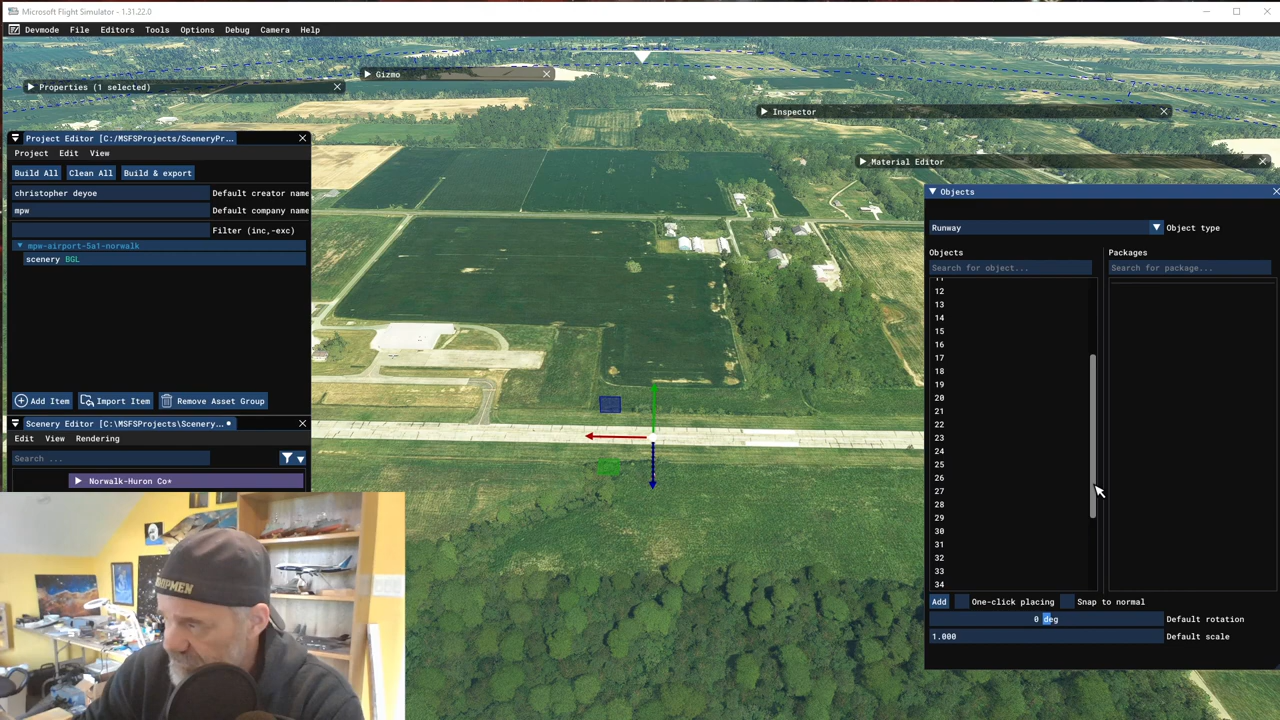 Microsoft Flight Simulator - 1.31.22.0
Devmode File Editors Tools Options Debug Camera Help
Gizmo
Properties (1 selected)
Inspector
Project Editor [C:/MSFSProjects/SceneryPr...
Project Edit View
Material Editor
Build All Clean All Build & export
Objects
christopher deyoe Default creator name
mpw Default company name
Runway Object type
Filter (inc,-exc)
mpw-airport-5a1-norwalk
scenery BGL
Objects Packages
Search for object... Search for package...
11
12
13
14
15
16
17
18
19
20
21
22
23
24
25
26
27
28
29
30
31
32
33
34
Add Item Import Item Remove Asset Group
Scenery Editor [C:\MSFSProjects\Scenery...
Edit View Rendering
Search ...
Norwalk-Huron Co*
Add One-click placing Snap to normal
0 deg Default rotation
1.000 Default scale